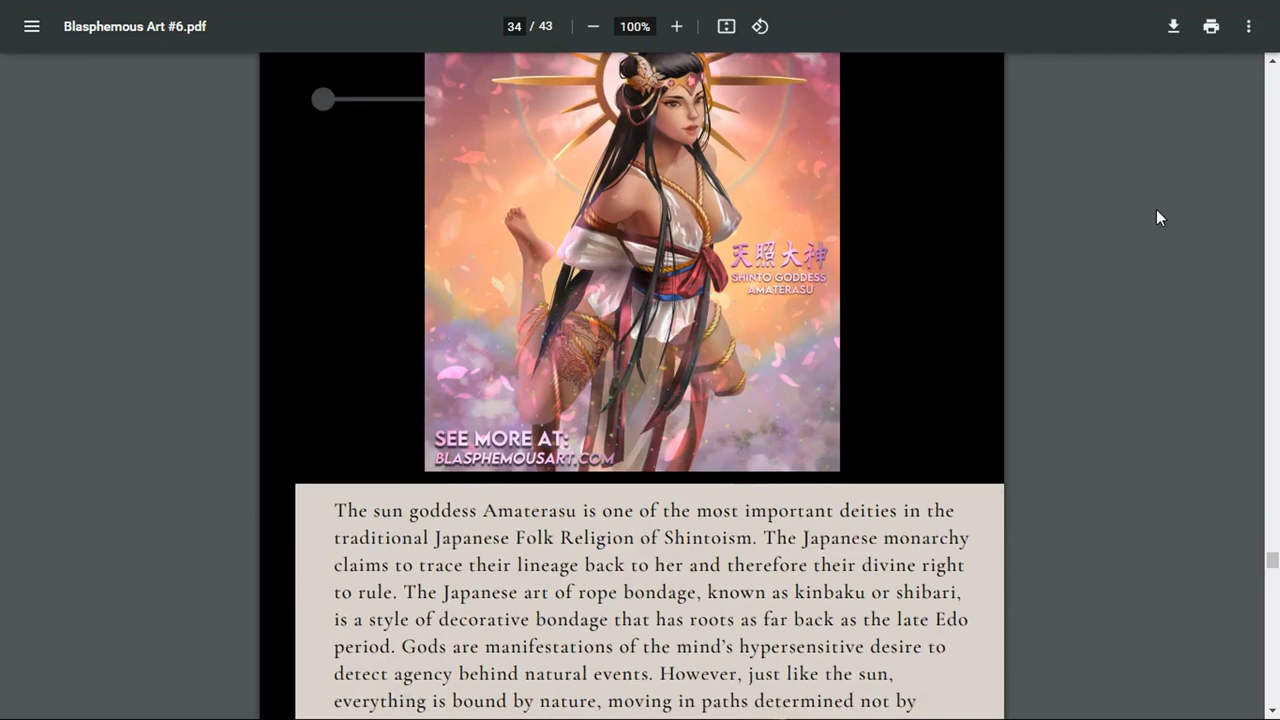 Blasphemous Art #6.pdf
34 / 43
100%
天照大神
SHINTO GODDESS
AMATERASU
SEE MORE AT:
BLASPHEMOUSART.COM
The sun goddess Amaterasu is one of the most important deities in the
traditional Japanese Folk Religion of Shintoism. The Japanese monarchy
claims to trace their lineage back to her and therefore their divine right
to rule. The Japanese art of rope bondage, known as kinbaku or shibari,
is a style of decorative bondage that has roots as far back as the late Edo
period. Gods are manifestations of the mind’s hypersensitive desire to
detect agency behind natural events. However, just like the sun,
everything is bound by nature, moving in paths determined not by